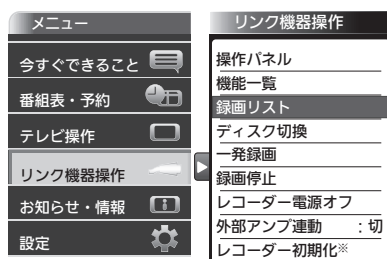 メニュー
今すぐできること
番組表・予約
テレビ操作
リンク機器操作
お知らせ・情報
設定
リンク機器操作
操作パネル
機能一覧
録画リスト
ディスク切換
一発録画
録画停止
レコーダー電源オフ
外部アンプ連動 :切
レコーダー初期化※